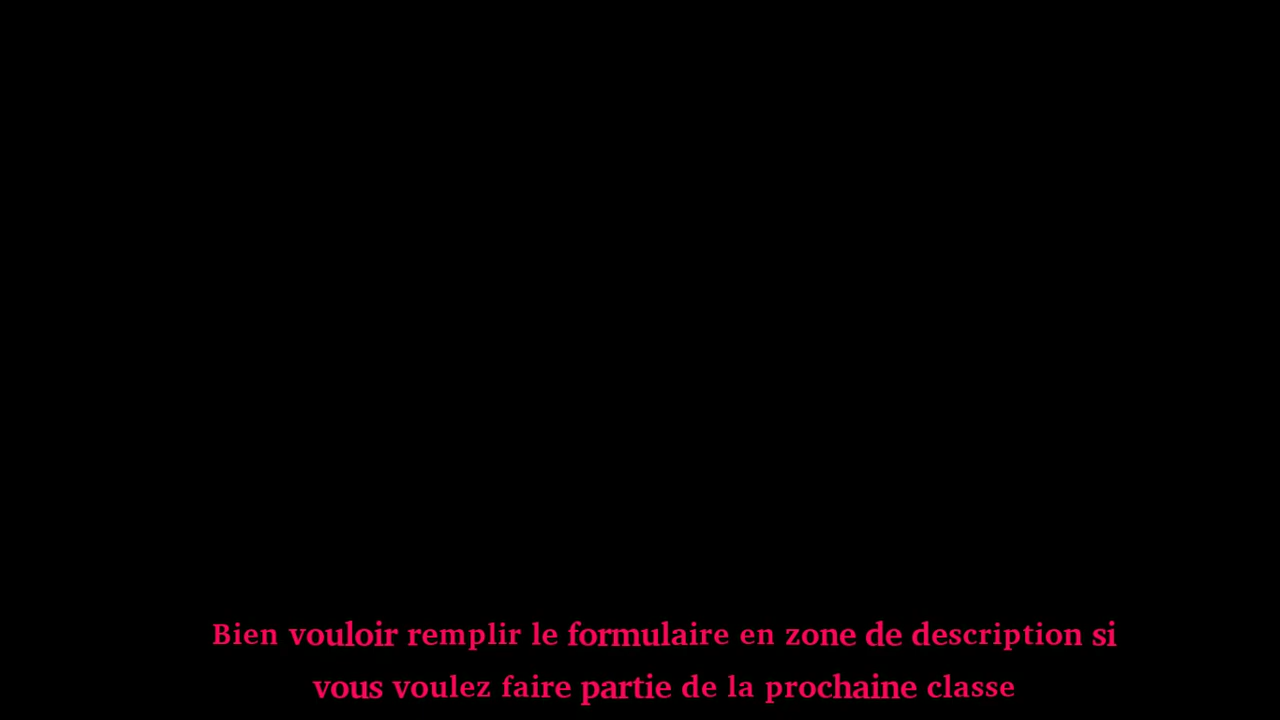 Bien vouloir remplir le formulaire en zone de description si
vous voulez faire partie de la prochaine classe